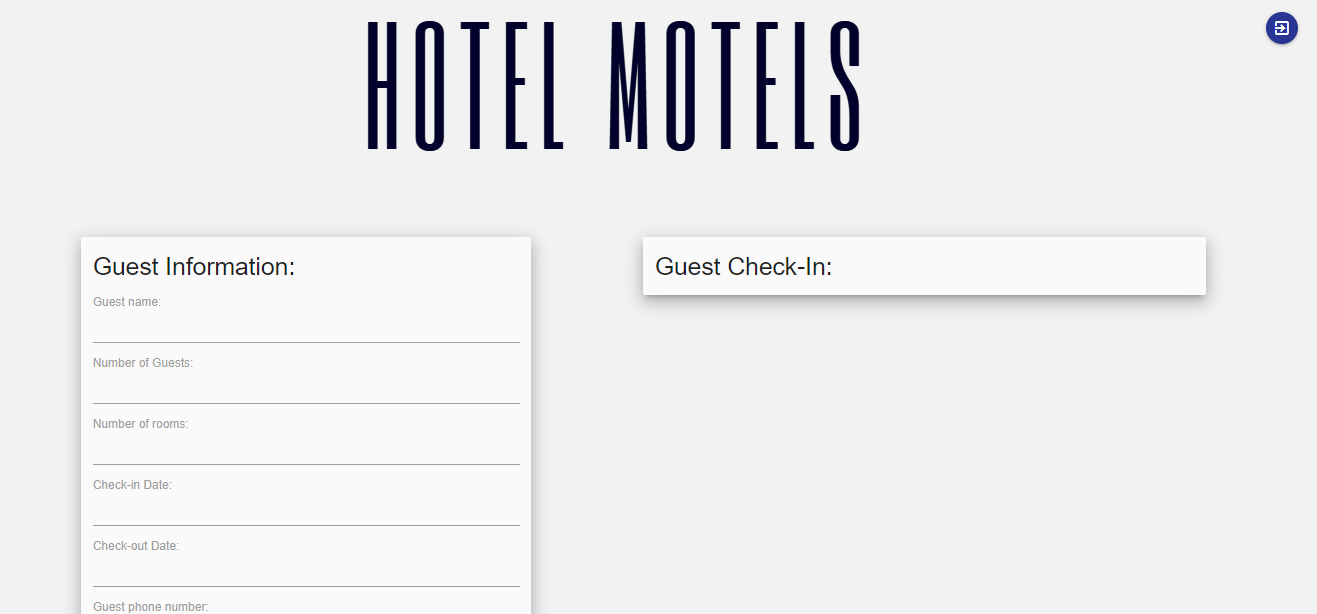 HOTEL MOTELS
Guest Information:
Guest name:
Number of Guests:
Number of rooms:
Check-in Date:
Check-out Date:
Guest phone number:
Guest Check-In: